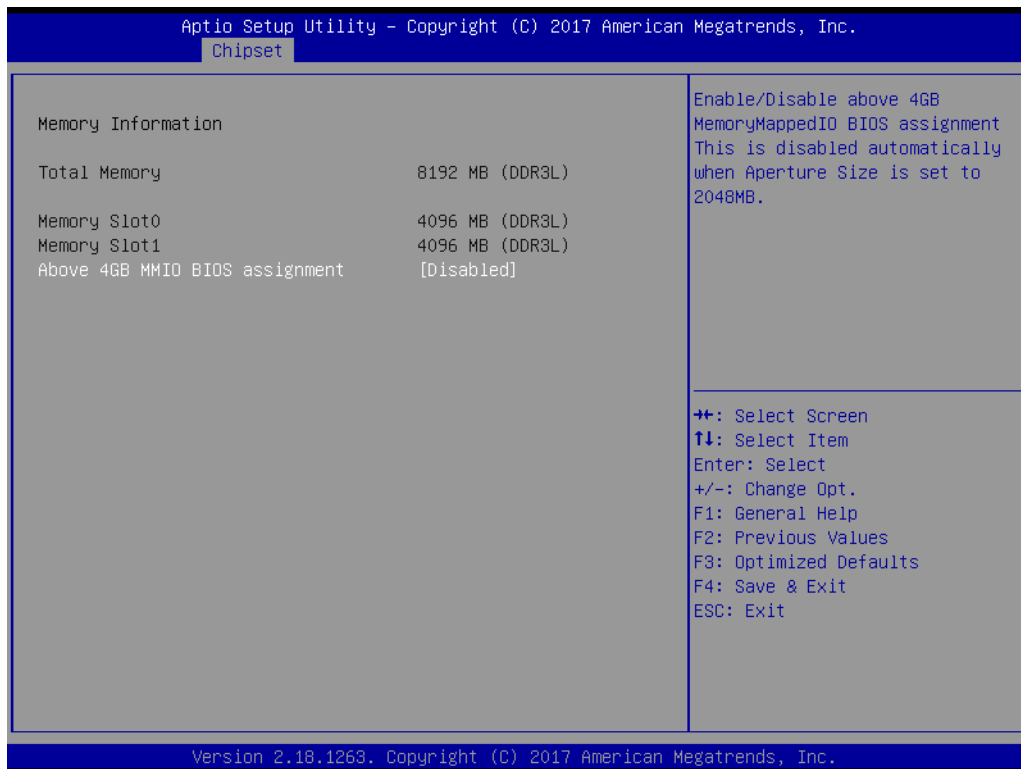 Aptio Setup Utility – Copyright (C) 2017 American Megatrends, Inc.
Chipset
Memory Information
Total Memory 8192 MB (DDR3L)
Memory Slot0 4096 MB (DDR3L)
Memory Slot1 4096 MB (DDR3L)
Above 4GB MMIO BIOS assignment [Disabled]
Enable/Disable above 4GB
MemoryMappedIO BIOS assignment
This is disabled automatically
when Aperture Size is set to
2048MB.
→←: Select Screen
↑↓: Select Item
Enter: Select
+/-: Change Opt.
F1: General Help
F2: Previous Values
F3: Optimized Defaults
F4: Save & Exit
ESC: Exit
Version 2.18.1263. Copyright (C) 2017 American Megatrends, Inc.